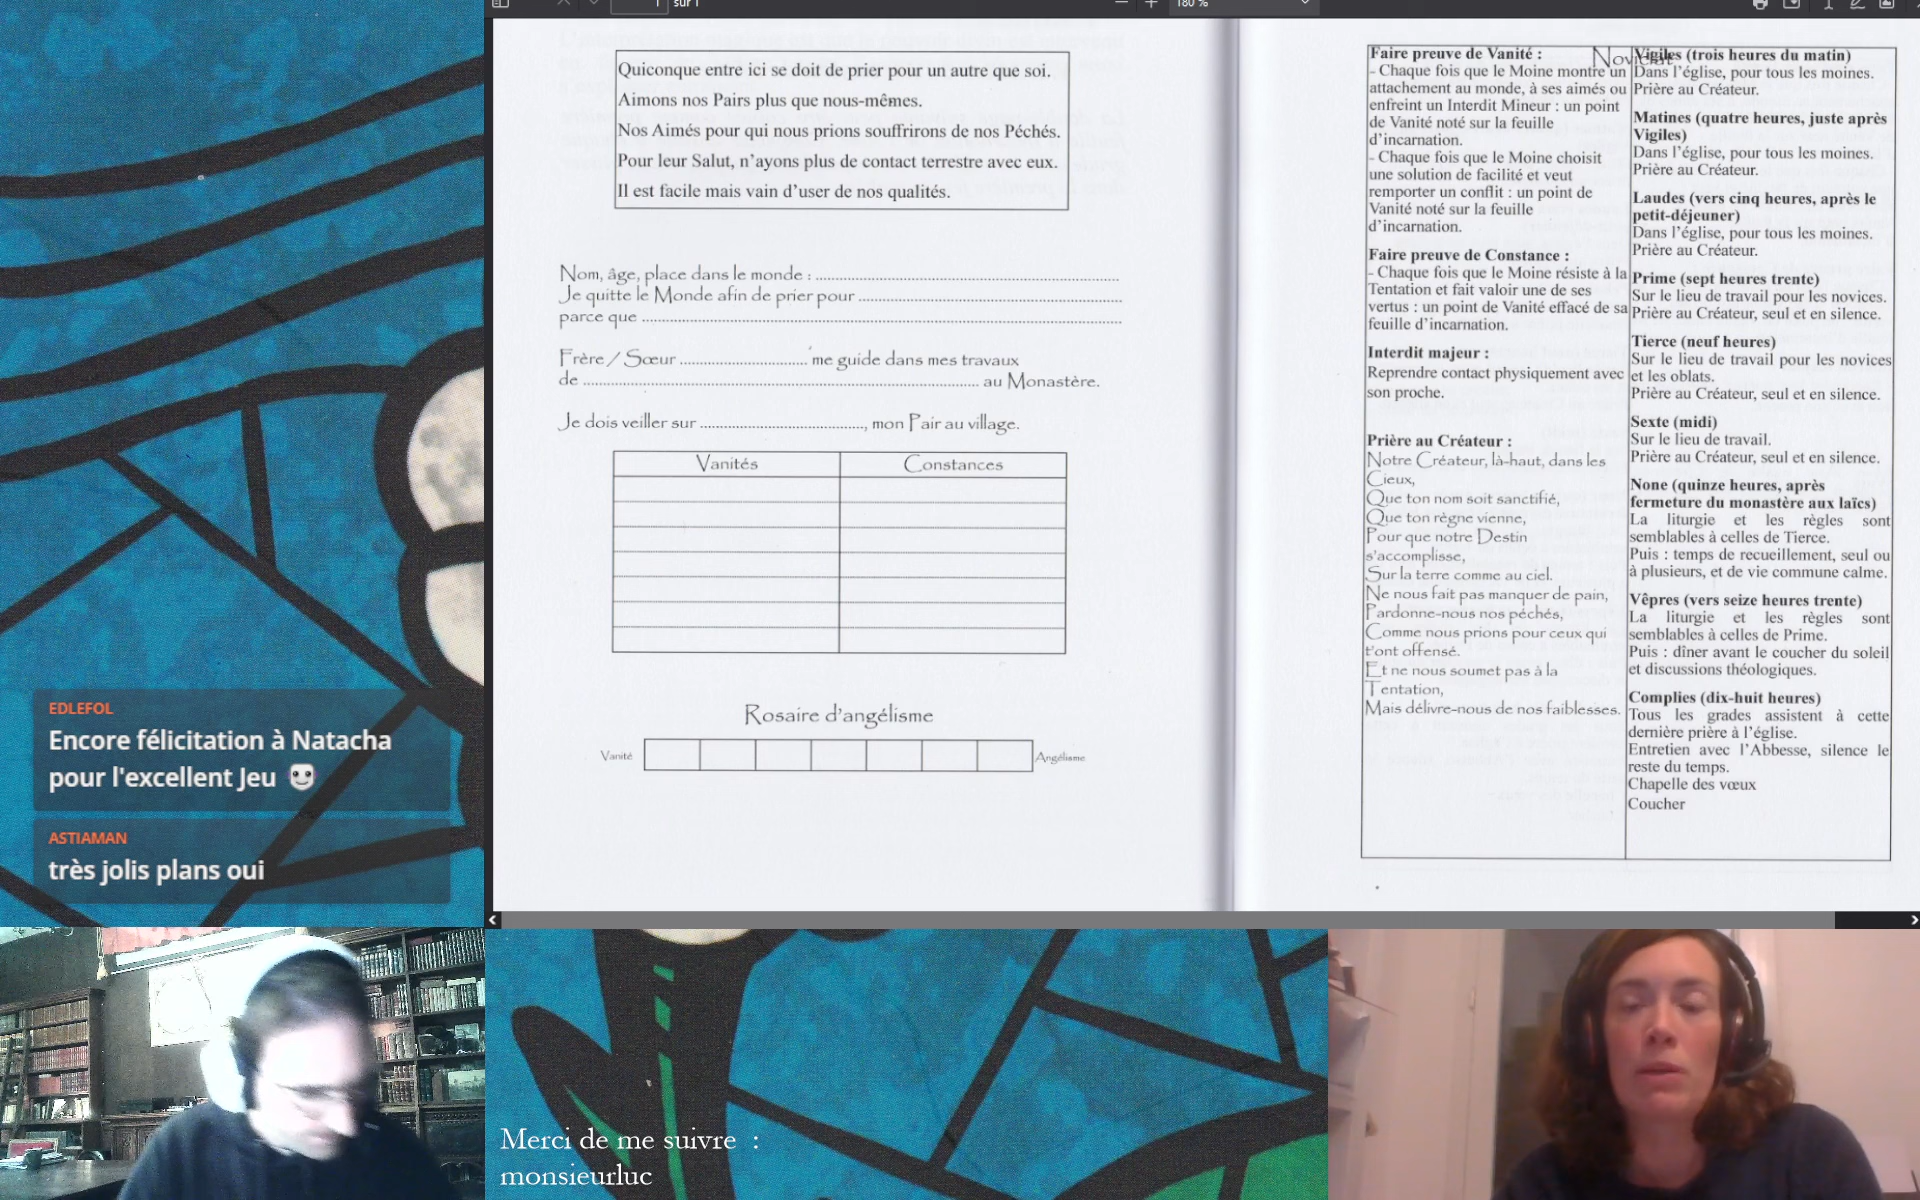 1 sur 1
180 %
Quiconque entre ici se doit de prier pour un autre que soi.
Aimons nos Pairs plus que nous-mêmes.
Nos Aimés pour qui nous prions souffrirons de nos Péchés.
Pour leur Salut, n'ayons plus de contact terrestre avec eux.
Il est facile mais vain d'user de nos qualités.
Nom, âge, place dans le monde :
Je quitte le Monde afin de prier pour
parce que
Frère / Sœur me guide dans mes travaux
de au Monastère.
Je dois veiller sur , mon Pair au village.
Vanités Constances
Rosaire d'angélisme
Vanité Angélisme
Novice
Faire preuve de Vanité :
- Chaque fois que le Moine montre un
attachement au monde, à ses aimés ou
enfreint un Interdit Mineur : un point
de Vanité noté sur la feuille
d'incarnation.
- Chaque fois que le Moine choisit
une solution de facilité et veut
remporter un conflit : un point de
Vanité noté sur la feuille
d'incarnation.
Faire preuve de Constance :
- Chaque fois que le Moine résiste à la
Tentation et fait valoir une de ses
vertus : un point de Vanité effacé de sa
feuille d'incarnation.
Interdit majeur :
Reprendre contact physiquement avec
son proche.
Prière au Créateur :
Notre Créateur, là-haut, dans les
Cieux,
Que ton nom soit sanctifié,
Que ton règne vienne,
Pour que notre Destin
s'accomplisse,
Sur la terre comme au ciel.
Ne nous fait pas manquer de pain,
Pardonne-nous nos péchés,
Comme nous prions pour ceux qui
t'ont offensé.
Et ne nous soumet pas à la
Tentation,
Mais délivre-nous de nos faiblesses.
Vigiles (trois heures du matin)
Dans l'église, pour tous les moines.
Prière au Créateur.
Matines (quatre heures, juste après
Vigiles)
Dans l'église, pour tous les moines.
Prière au Créateur.
Laudes (vers cinq heures, après le
petit-déjeuner)
Dans l'église, pour tous les moines.
Prière au Créateur.
Prime (sept heures trente)
Sur le lieu de travail pour les novices.
Prière au Créateur, seul et en silence.
Tierce (neuf heures)
Sur le lieu de travail pour les novices
et les oblats.
Prière au Créateur, seul et en silence.
Sexte (midi)
Sur le lieu de travail.
Prière au Créateur, seul et en silence.
None (quinze heures, après
fermeture du monastère aux laïcs)
La liturgie et les règles sont
semblables à celles de Tierce.
Puis : temps de recueillement, seul ou
à plusieurs, et de vie commune calme.
Vêpres (vers seize heures trente)
La liturgie et les règles sont
semblables à celles de Prime.
Puis : dîner avant le coucher du soleil
et discussions théologiques.
Complies (dix-huit heures)
Tous les grades assistent à cette
dernière prière à l'église.
Entretien avec l'Abbesse, silence le
reste du temps.
Chapelle des vœux
Coucher
EDLEFOL
Encore félicitation à Natacha
pour l'excellent Jeu
ASTIAMAN
très jolis plans oui
Merci de me suivre :
monsieurluc